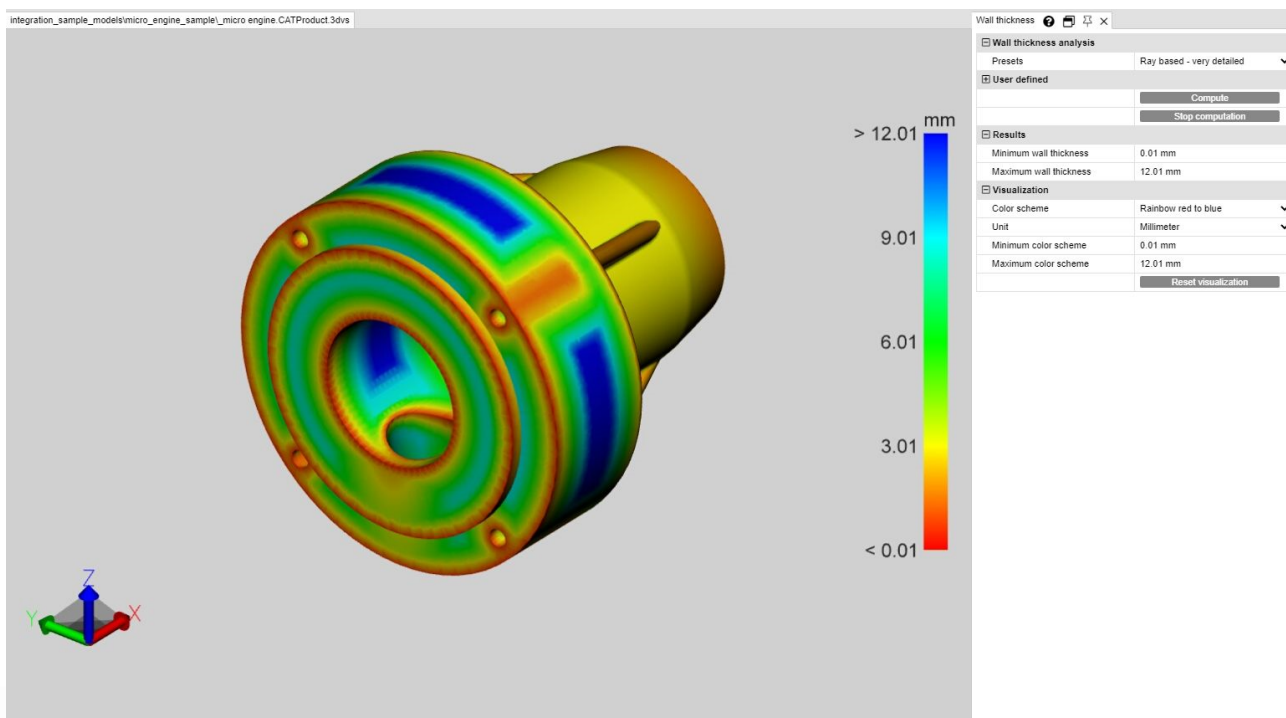 integration_sample_models\micro_engine_sample\_micro engine.CATProduct.3dvs
Wall thickness
Wall thickness analysis
Presets Ray based - very detailed
User defined
Compute
Stop computation
Results
Minimum wall thickness 0.01 mm
Maximum wall thickness 12.01 mm
Visualization
Color scheme Rainbow red to blue
Unit Millimeter
Minimum color scheme 0.01 mm
Maximum color scheme 12.01 mm
Reset visualization
mm
> 12.01
9.01
6.01
3.01
< 0.01
Z
Y
X